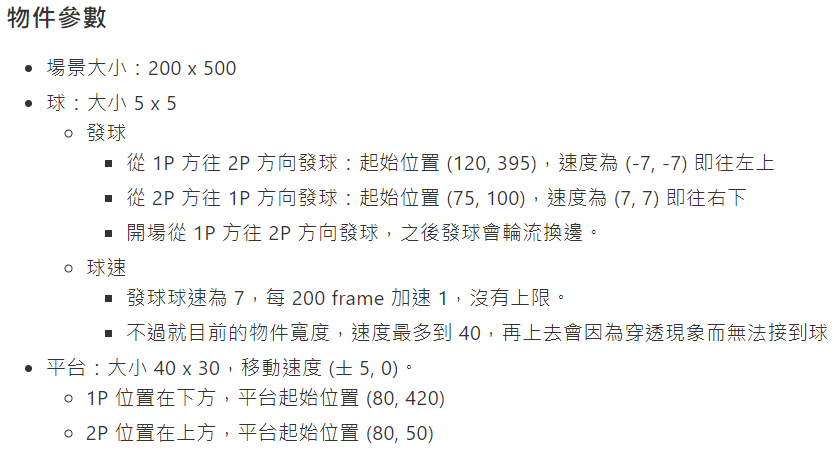 物件參數
場景大小：200 x 500
球：大小 5 x 5
發球
從 1P 方往 2P 方向發球：起始位置 (120, 395)，速度為 (-7, -7) 即往左上
從 2P 方往 1P 方向發球：起始位置 (75, 100)，速度為 (7, 7) 即往右下
開場從 1P 方往 2P 方向發球，之後發球會輪流換邊。
球速
發球球速為 7，每 200 frame 加速 1，沒有上限。
不過就目前的物件寬度，速度最多到 40，再上去會因為穿透現象而無法接到球
平台：大小 40 x 30，移動速度 (士 5, 0)。
1P 位置在下方，平台起始位置 (80, 420)
2P 位置在上方，平台起始位置 (80, 50)